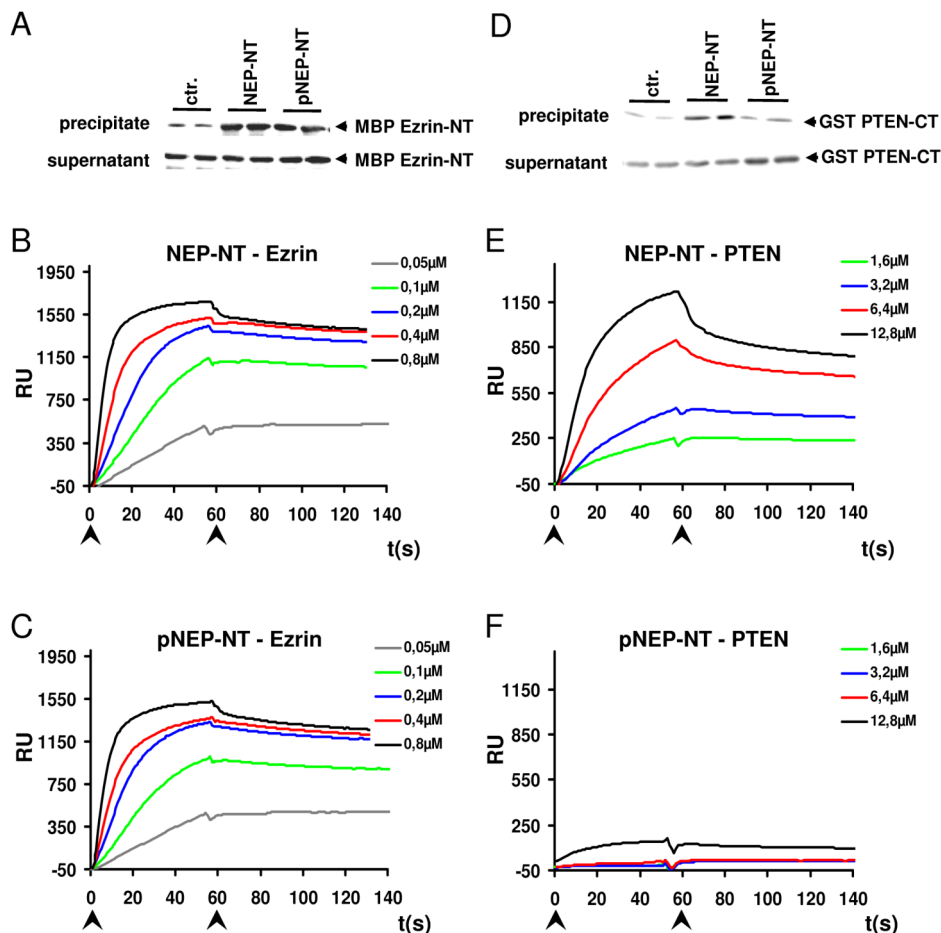 A
ctr.
NEP-NT
pNEP-NT
precipitate
MBP Ezrin-NT
supernatant
MBP Ezrin-NT
D
ctr.
NEP-NT
pNEP-NT
precipitate
GST PTEN-CT
supernatant
GST PTEN-CT
B
NEP-NT - Ezrin
1950
1550
1150
750
350
-50
RU
0 20 40 60 80 100 120 140
t(s)
0,05µM
0,1µM
0,2µM
0,4µM
0,8µM
E
NEP-NT - PTEN
1150
850
550
250
-50
RU
0 20 40 60 80 100 120 140
t(s)
1,6µM
3,2µM
6,4µM
12,8µM
C
pNEP-NT - Ezrin
1950
1550
1150
750
350
-50
RU
0 20 40 60 80 100 120 140
t(s)
0,05µM
0,1µM
0,2µM
0,4µM
0,8µM
F
pNEP-NT - PTEN
1150
850
550
250
-50
RU
0 20 40 60 80 100 120 140
t(s)
1,6µM
3,2µM
6,4µM
12,8µM